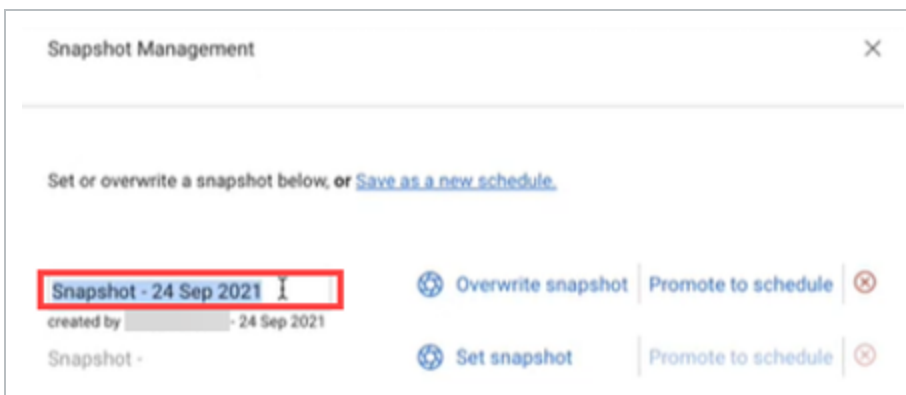 Snapshot Management
Set or overwrite a snapshot below, or Save as a new schedule.
Snapshot - 24 Sep 2021 Overwrite snapshot Promote to schedule
created by - 24 Sep 2021
Snapshot - Set snapshot Promote to schedule